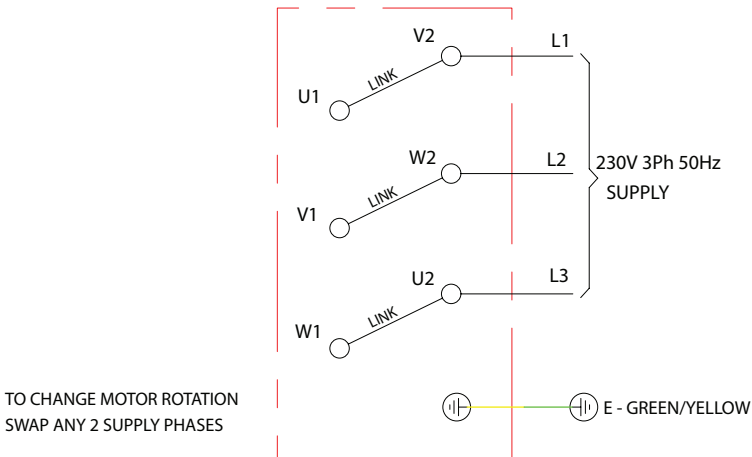 V2
L1
LINK
U1
W2
L2
230V 3Ph 50Hz
SUPPLY
LINK
V1
U2
L3
LINK
W1
TO CHANGE MOTOR ROTATION
SWAP ANY 2 SUPPLY PHASES
E - GREEN/YELLOW